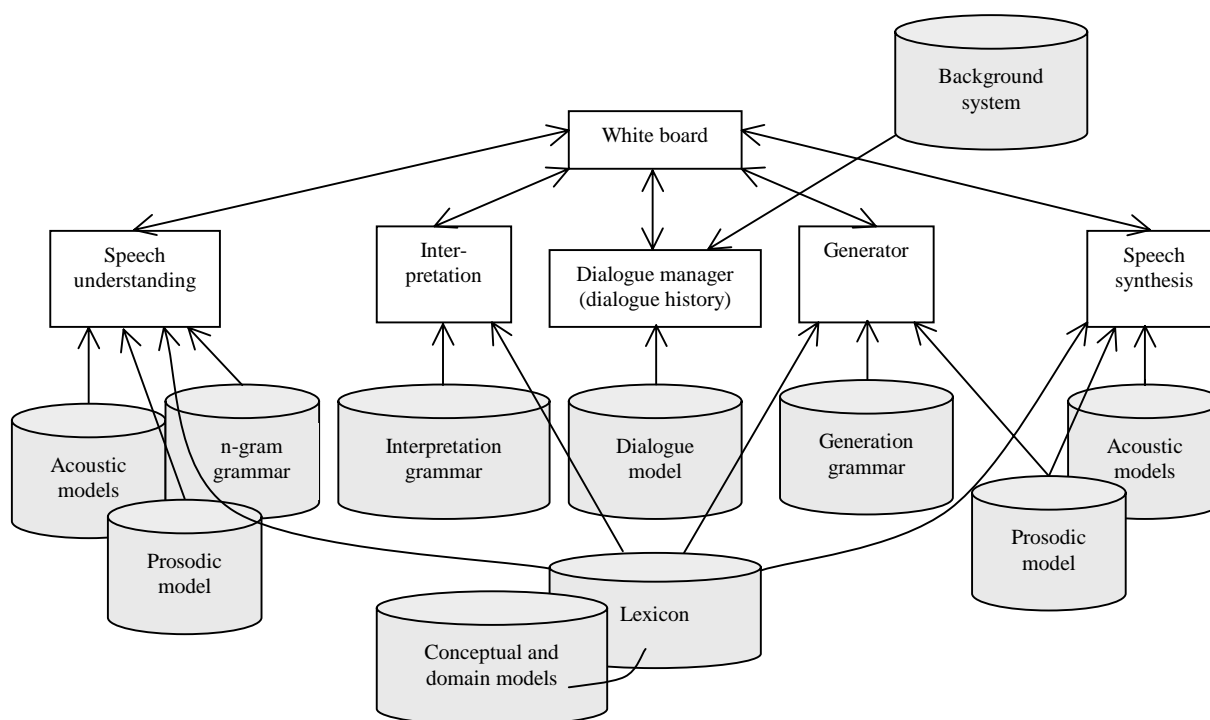 Background
system
White board
Speech
understanding
Inter-
pretation
Dialogue manager
(dialogue history)
Generator
Speech
synthesis
Acoustic
models
n-gram
grammar
Interpretation
grammar
Dialogue
model
Generation
grammar
Acoustic
models
Prosodic
model
Prosodic
model
Lexicon
Conceptual and
domain models